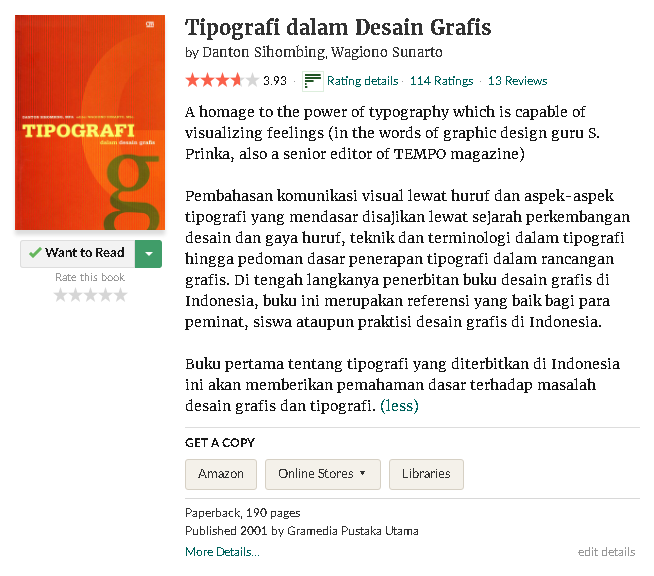 TIPOGRAFI
dalam desain grafis
Want to Read
Rate this book
Tipografi dalam Desain Grafis
by Danton Sihombing, Wagiono Sunarto
3.93 · Rating details · 114 Ratings · 13 Reviews
A homage to the power of typography which is capable of
visualizing feelings (in the words of graphic design guru S.
Prinka, also a senior editor of TEMPO magazine)
Pembahasan komunikasi visual lewat huruf dan aspek-aspek
tipografi yang mendasar disajikan lewat sejarah perkembangan
desain dan gaya huruf, teknik dan terminologi dalam tipografi
hingga pedoman dasar penerapan tipografi dalam rancangan
grafis. Di tengah langkanya penerbitan buku desain grafis di
Indonesia, buku ini merupakan referensi yang baik bagi para
peminat, siswa ataupun praktisi desain grafis di Indonesia.
Buku pertama tentang tipografi yang diterbitkan di Indonesia
ini akan memberikan pemahaman dasar terhadap masalah
desain grafis dan tipografi. (less)
GET A COPY
Amazon
Online Stores ▼
Libraries
Paperback, 190 pages
Published 2001 by Gramedia Pustaka Utama
More Details...
edit details